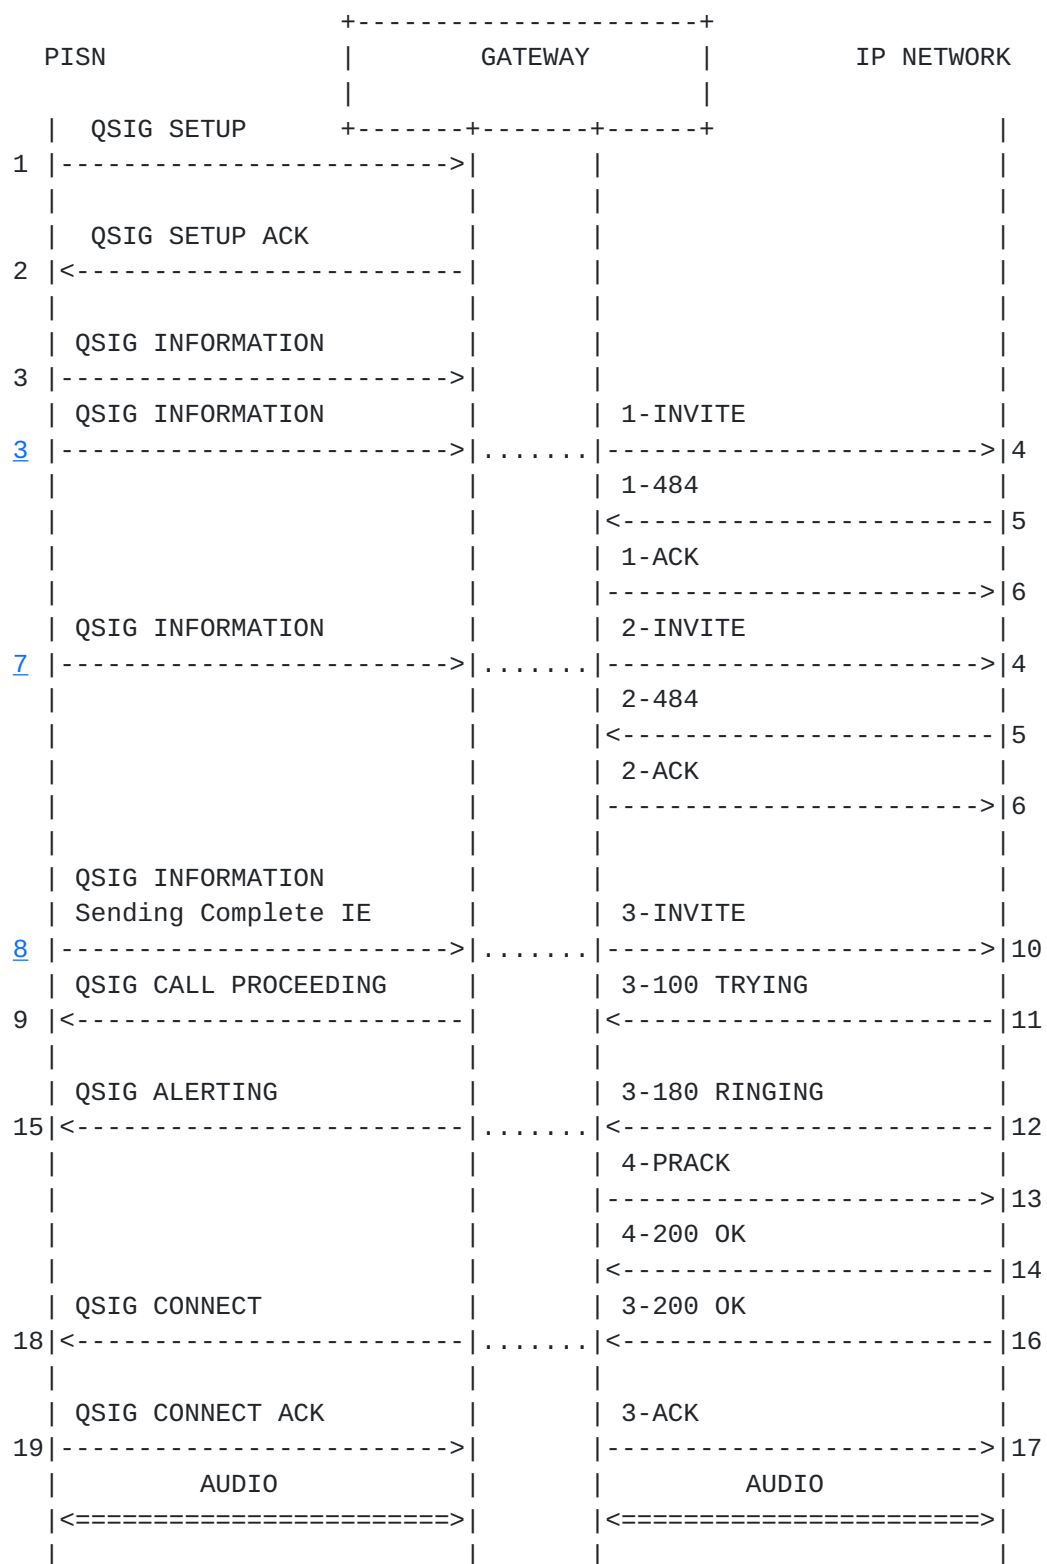 +----------------------+
  PISN               |        GATEWAY       |         IP NETWORK
                     |                      |
  |  QSIG SETUP      +-------+-------+------+                  |
1 |------------------------->|       |                         |
  |                          |       |                         |
  |  QSIG SETUP ACK          |       |                         |
2 |<-------------------------|       |                         |
  |                          |       |                         |
  | QSIG INFORMATION         |       |                         |
3 |------------------------->|       |                         |
  | QSIG INFORMATION         |       | 1-INVITE                |
3 |------------------------->|.......|------------------------>|4
  |                          |       | 1-484                   |
  |                          |       |<------------------------|5
  |                          |       | 1-ACK                   |
  |                          |       |------------------------>|6
  | QSIG INFORMATION         |       | 2-INVITE                |
7 |------------------------->|.......|------------------------>|4
  |                          |       | 2-484                   |
  |                          |       |<------------------------|5
  |                          |       | 2-ACK                   |
  |                          |       |------------------------>|6
  |                          |       |                         |
  | QSIG INFORMATION         |       |                         |
  | Sending Complete IE      |       | 3-INVITE                |
8 |------------------------->|.......|------------------------>|10
  | QSIG CALL PROCEEDING     |       | 3-100 TRYING            |
9 |<-------------------------|       |<------------------------|11
  |                          |       |                         |
  | QSIG ALERTING            |       | 3-180 RINGING           |
15|<-------------------------|.......|<------------------------|12
  |                          |       | 4-PRACK                 |
  |                          |       |------------------------>|13
  |                          |       | 4-200 OK                |
  |                          |       |<------------------------|14
  | QSIG CONNECT             |       | 3-200 OK                |
18|<-------------------------|.......|<------------------------|16
  |                          |       |                         |
  | QSIG CONNECT ACK         |       | 3-ACK                   |
19|------------------------->|       |------------------------>|17
  |         AUDIO            |       |         AUDIO           |
  |<========================>|       |<=======================>|
  |                          |       |                         |